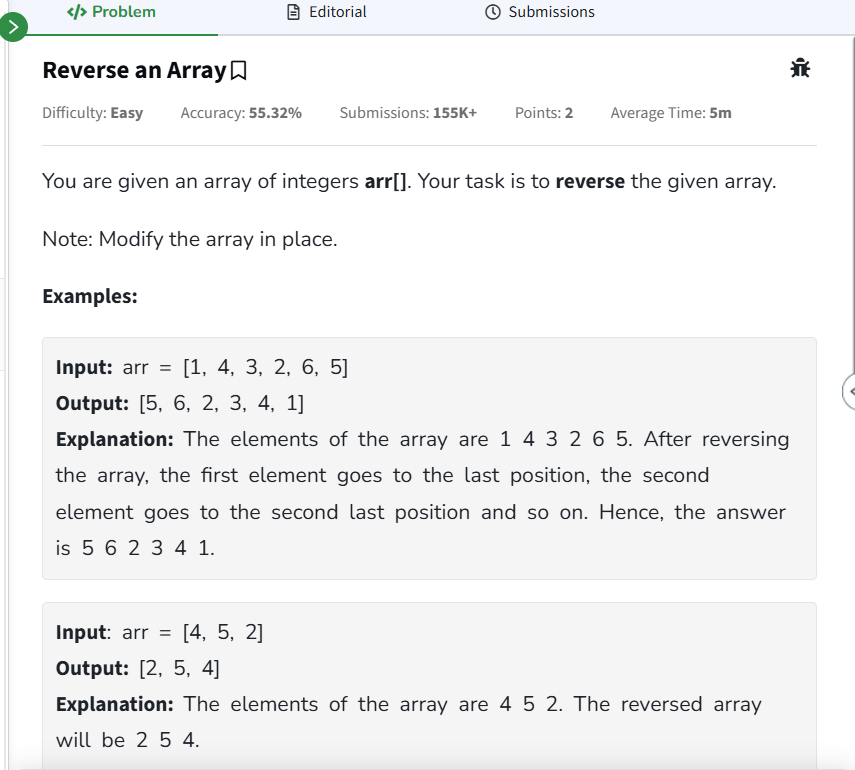 </> Problem
Editorial
Submissions
Reverse an Array
Difficulty: Easy
Accuracy: 55.32%
Submissions: 155K+
Points: 2
Average Time: 5m
You are given an array of integers arr[]. Your task is to reverse the given array.
Note: Modify the array in place.
Examples:
Input: arr = [1, 4, 3, 2, 6, 5]
Output: [5, 6, 2, 3, 4, 1]
Explanation: The elements of the array are 1 4 3 2 6 5. After reversing
the array, the first element goes to the last position, the second
element goes to the second last position and so on. Hence, the answer
is 5 6 2 3 4 1.
Input: arr = [4, 5, 2]
Output: [2, 5, 4]
Explanation: The elements of the array are 4 5 2. The reversed array
will be 2 5 4.